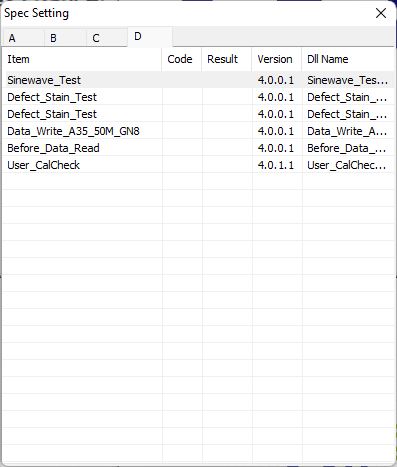 Spec Setting
A B C D
Item Code Result Version Dll Name
Sinewave_Test 4.0.0.1 Sinewave_Tes...
Defect_Stain_Test 4.0.0.1 Defect_Stain_...
Defect_Stain_Test 4.0.0.1 Defect_Stain_...
Data_Write_A35_50M_GN8 4.0.0.1 Data_Write_A...
Before_Data_Read 4.0.0.1 Before_Data_...
User_CalCheck 4.0.1.1 User_CalChec...